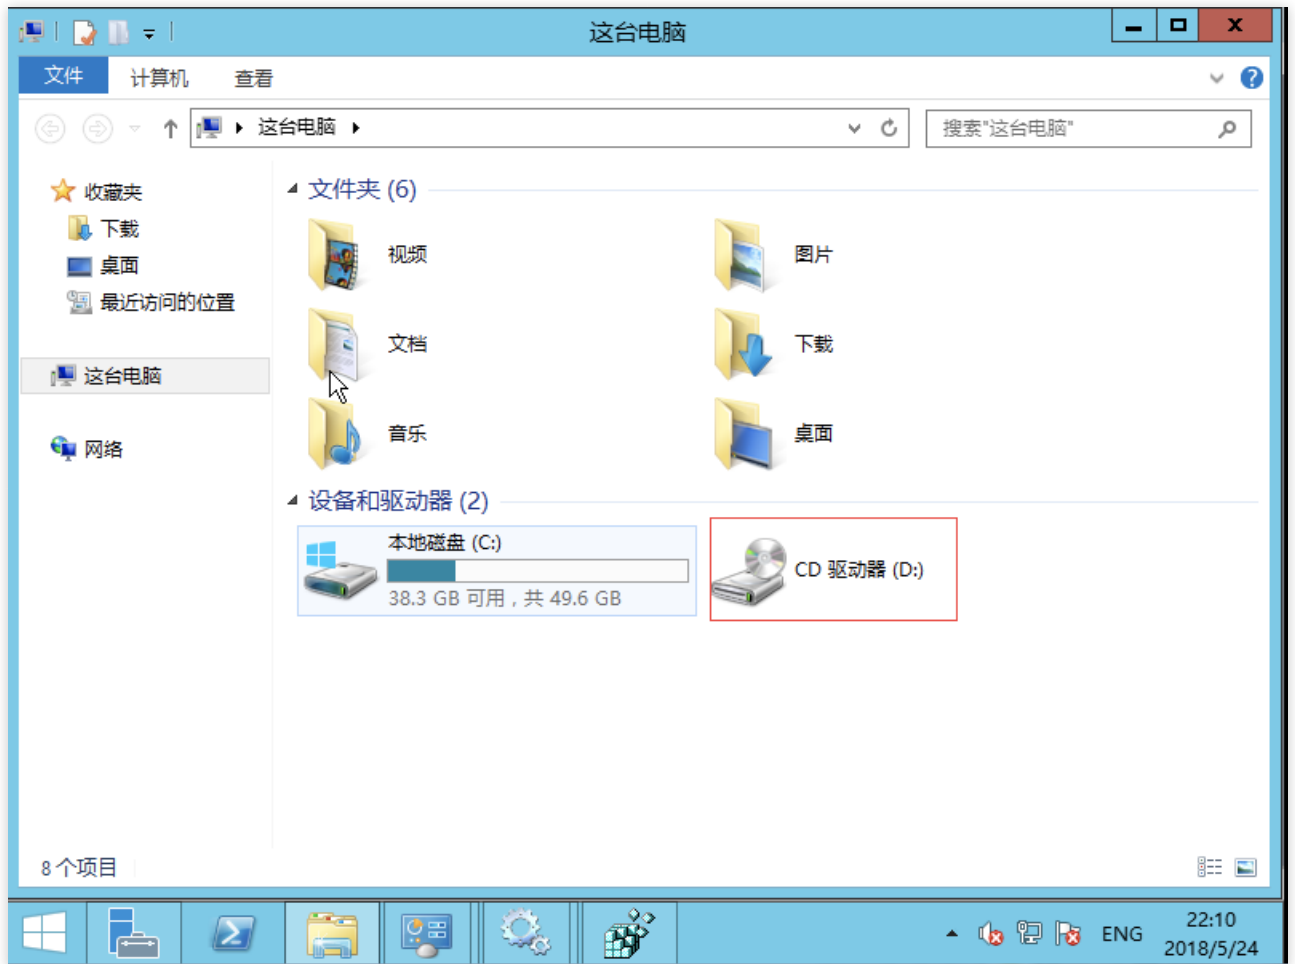 这台电脑
文件 计算机 查看
这台电脑
搜索"这台电脑"
收藏夹
下载
桌面
最近访问的位置
这台电脑
网络
文件夹 (6)
视频
图片
文档
下载
音乐
桌面
设备和驱动器 (2)
本地磁盘 (C:)
38.3 GB 可用，共 49.6 GB
CD 驱动器 (D:)
8 个项目
ENG
22:10
2018/5/24